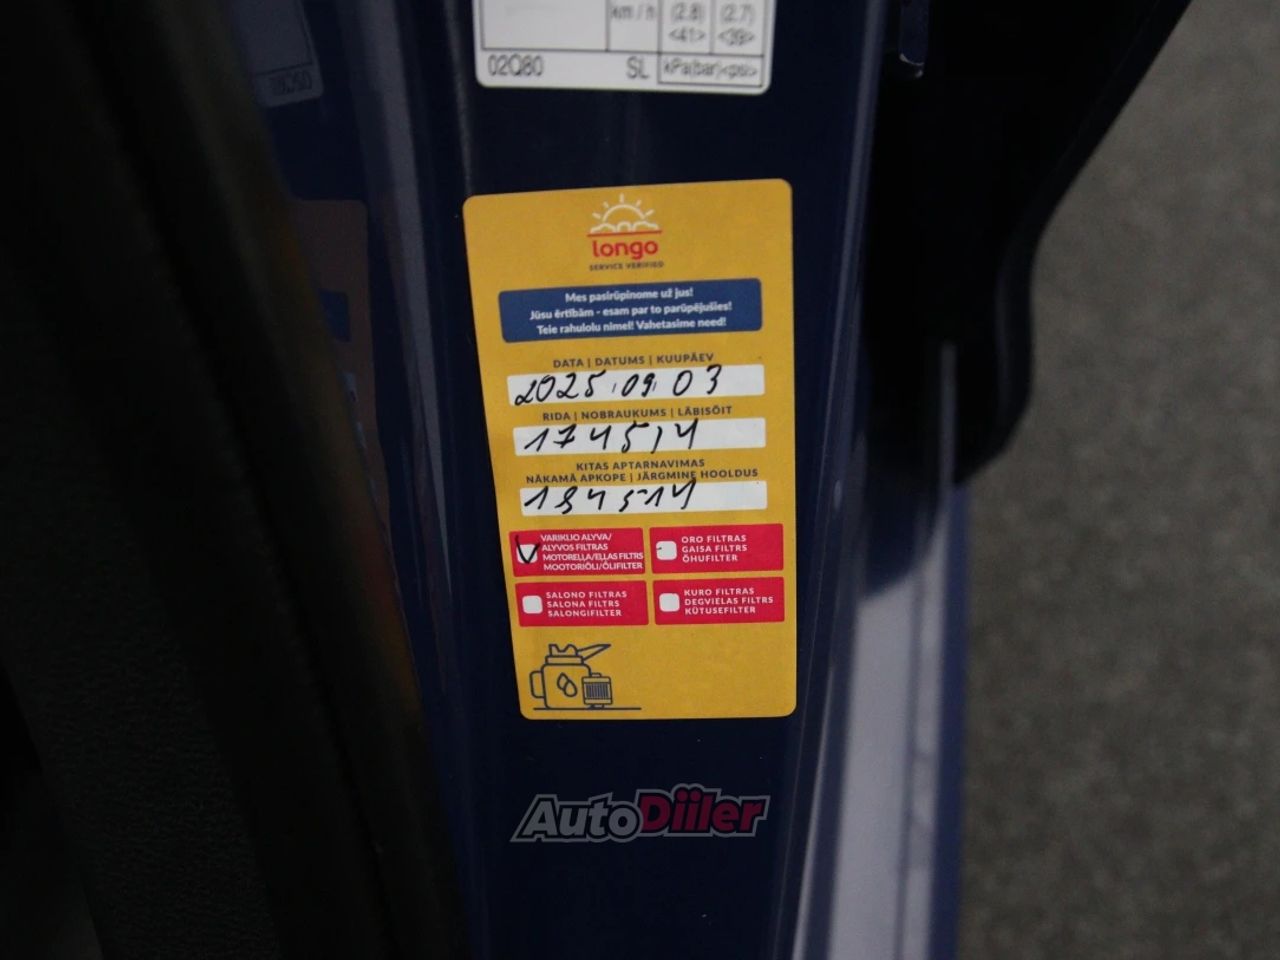 km/h (2.8) (2.7)
<41> <39>
02Q80 SL kPa(bar)<psi>
longo
SERVICE VERIFIED
Mes pasirūpinome už jus!
Jūsu ērtībām - esam par to parūpējušies!
Teie rahulolu nimel! Vahetasime need!
DATA | DATUMS | KUUPÄEV
2025.09.03
RIDA | NOBRAUKUMS | LÄBISÕIT
174514
KITAS APTARNAVIMAS
NĀKAMĀ APKOPE | JÄRGMINE HOOLDUS
184514
VARIKLIO ALYVA/
ALYVOS FILTRAS
MOTOREĻĻA/EĻĻAS FILTRS
MOOTORIÕLI/ÕLIFILTER
ORO FILTRAS
GAISA FILTRS
ÕHUFILTER
SALONO FILTRAS
SALONA FILTRS
SALONGIFILTER
KURO FILTRAS
DEGVIELAS FILTRS
KÜTUSEFILTER
AutoDiiler